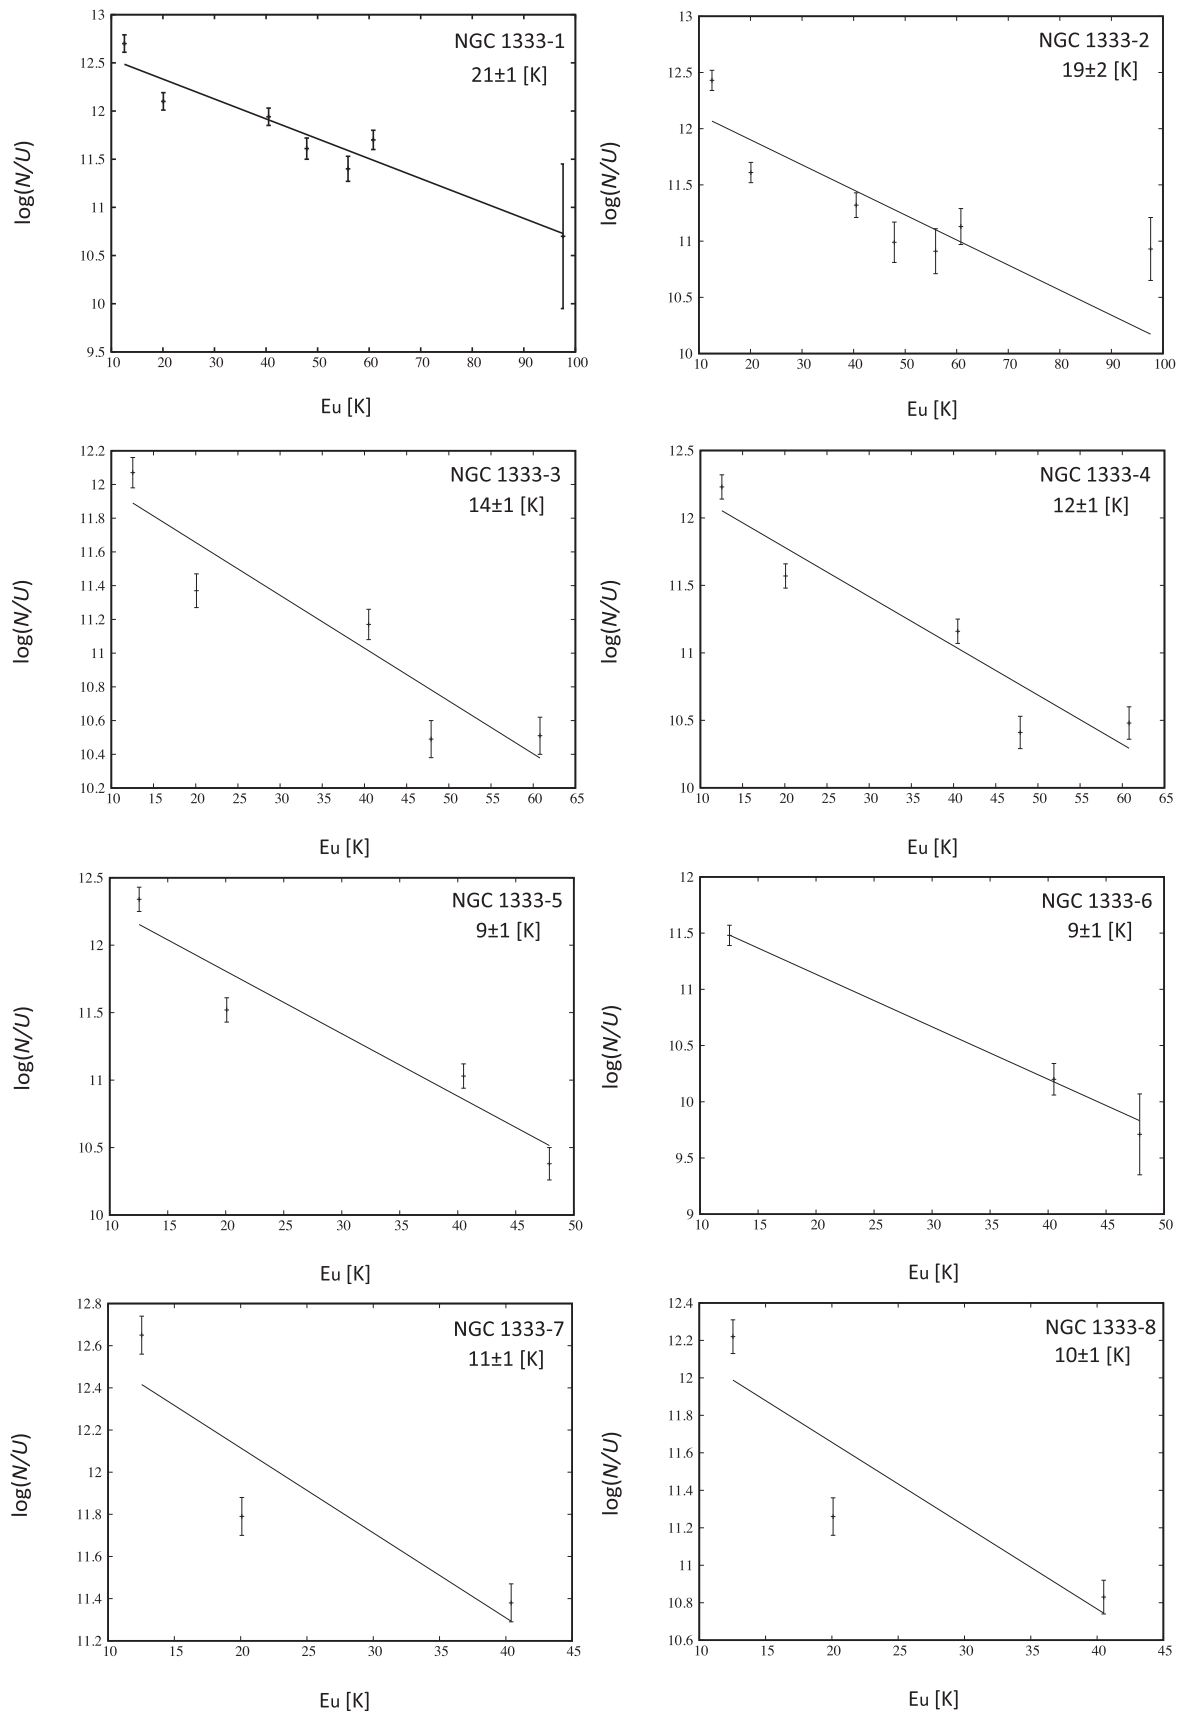 NGC 1333-1
21±1 [K]
log(N/U)
13
12.5
12
11.5
11
10.5
10
9.5
10 20 30 40 50 60 70 80 90 100
Eu [K]
NGC 1333-2
19±2 [K]
log(N/U)
13
12.5
12
11.5
11
10.5
10
10 20 30 40 50 60 70 80 90 100
Eu [K]
NGC 1333-3
14±1 [K]
log(N/U)
12.2
12
11.8
11.6
11.4
11.2
11
10.8
10.6
10.4
10.2
10 15 20 25 30 35 40 45 50 55 60 65
Eu [K]
NGC 1333-4
12±1 [K]
log(N/U)
12.5
12
11.5
11
10.5
10
10 15 20 25 30 35 40 45 50 55 60 65
Eu [K]
NGC 1333-5
9±1 [K]
log(N/U)
12.5
12
11.5
11
10.5
10
10 15 20 25 30 35 40 45 50
Eu [K]
NGC 1333-6
9±1 [K]
log(N/U)
12
11.5
11
10.5
10
9.5
9
10 15 20 25 30 35 40 45 50
Eu [K]
NGC 1333-7
11±1 [K]
log(N/U)
12.8
12.6
12.4
12.2
12
11.8
11.6
11.4
11.2
10 15 20 25 30 35 40 45
Eu [K]
NGC 1333-8
10±1 [K]
log(N/U)
12.4
12.2
12
11.8
11.6
11.4
11.2
11
10.8
10.6
10 15 20 25 30 35 40 45
Eu [K]